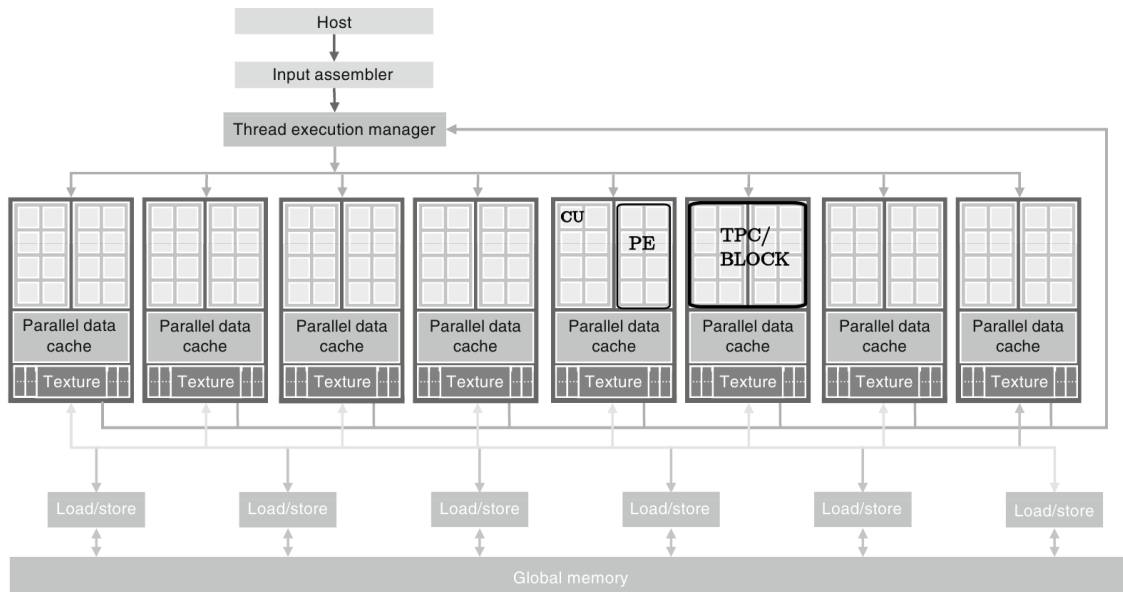 Host
Input assembler
Thread execution manager
CU
PE
TPC/
BLOCK
Parallel data
cache
Parallel data
cache
Parallel data
cache
Parallel data
cache
Parallel data
cache
Parallel data
cache
Parallel data
cache
Parallel data
cache
Texture
Texture
Texture
Texture
Texture
Texture
Texture
Texture
Load/store
Load/store
Load/store
Load/store
Load/store
Load/store
Global memory